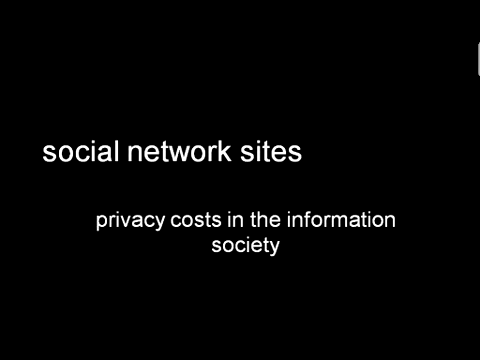 social network sites
privacy costs in the information
society